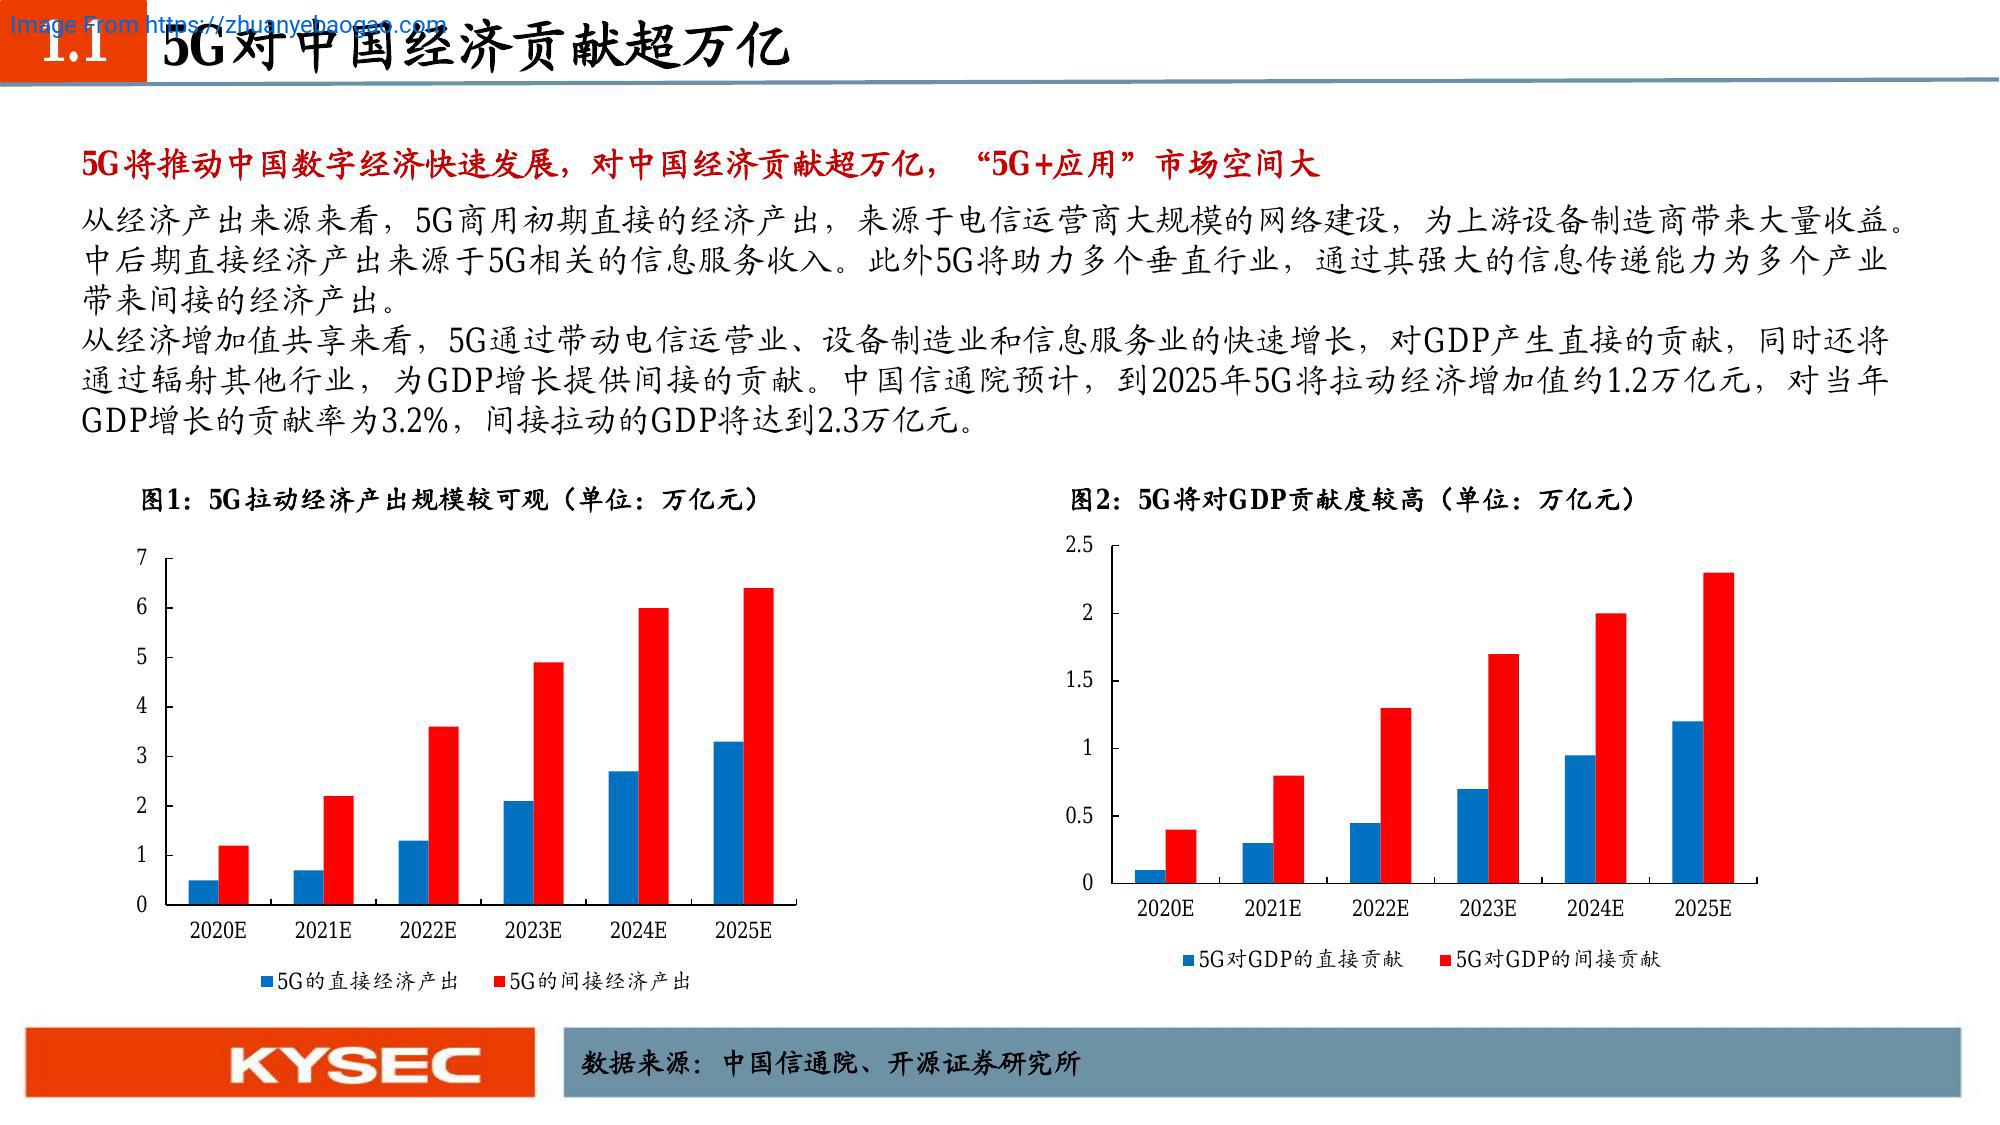 Image From https://zhuanyebaogao.com
1.1 5G对中国经济贡献超万亿
5G将推动中国数字经济快速发展，对中国经济贡献超万亿，“5G+应用”市场空间大
从经济产出来源来看，5G商用初期直接的经济产出，来源于电信运营商大规模的网络建设，为上游设备制造商带来大量收益。
中后期直接经济产出来源于5G相关的信息服务收入。此外5G将助力多个垂直行业，通过其强大的信息传递能力为多个产业
带来间接的经济产出。
从经济增加值共享来看，5G通过带动电信运营业、设备制造业和信息服务业的快速增长，对GDP产生直接的贡献，同时还将
通过辐射其他行业，为GDP增长提供间接的贡献。中国信通院预计，到2025年5G将拉动经济增加值约1.2万亿元，对当年
GDP增长的贡献率为3.2%，间接拉动的GDP将达到2.3万亿元。
图1：5G拉动经济产出规模较可观（单位：万亿元）
7
6
5
4
3
2
1
0
2020E 2021E 2022E 2023E 2024E 2025E
5G的直接经济产出 5G的间接经济产出
图2：5G将对GDP贡献度较高（单位：万亿元）
2.5
2
1.5
1
0.5
0
2020E 2021E 2022E 2023E 2024E 2025E
5G对GDP的直接贡献 5G对GDP的间接贡献
KYSEC
数据来源：中国信通院、开源证券研究所